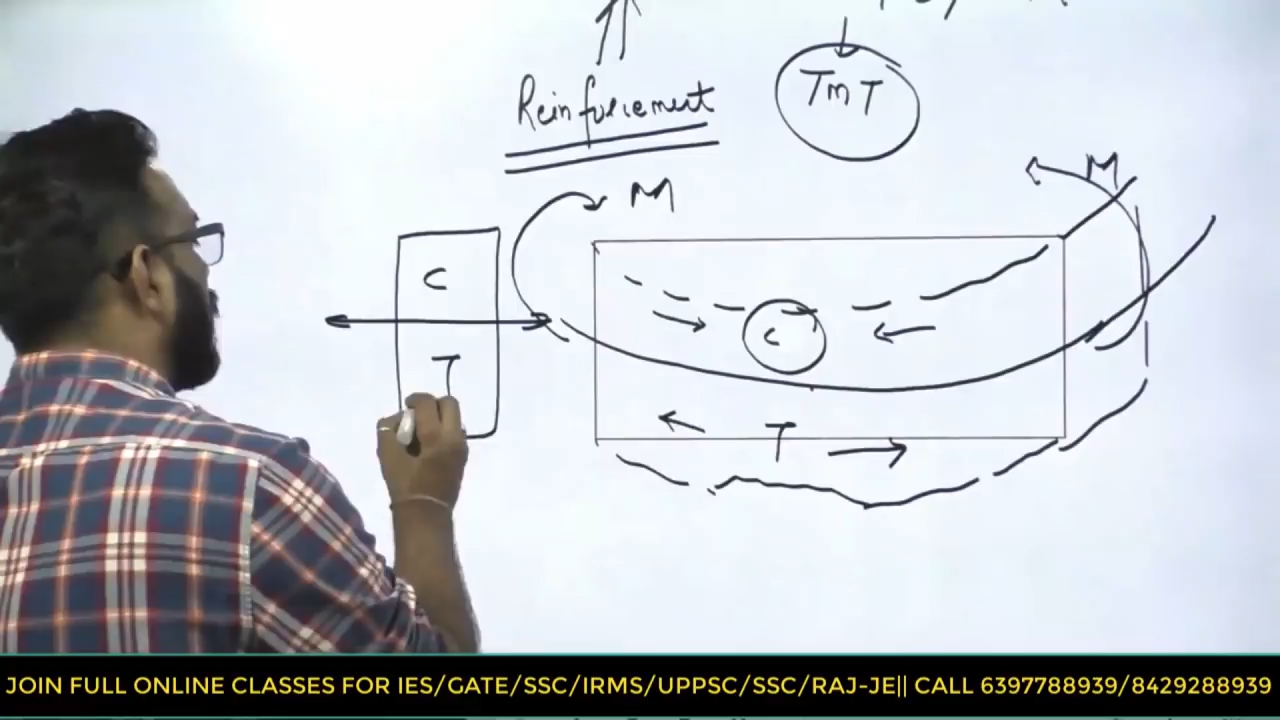 Reinforcement
TMT
M
M
C
C
T
T
JOIN FULL ONLINE CLASSES FOR IES/GATE/SSC/IRMS/UPPSC/SSC/RAJ-JE|| CALL 6397788939/8429288939